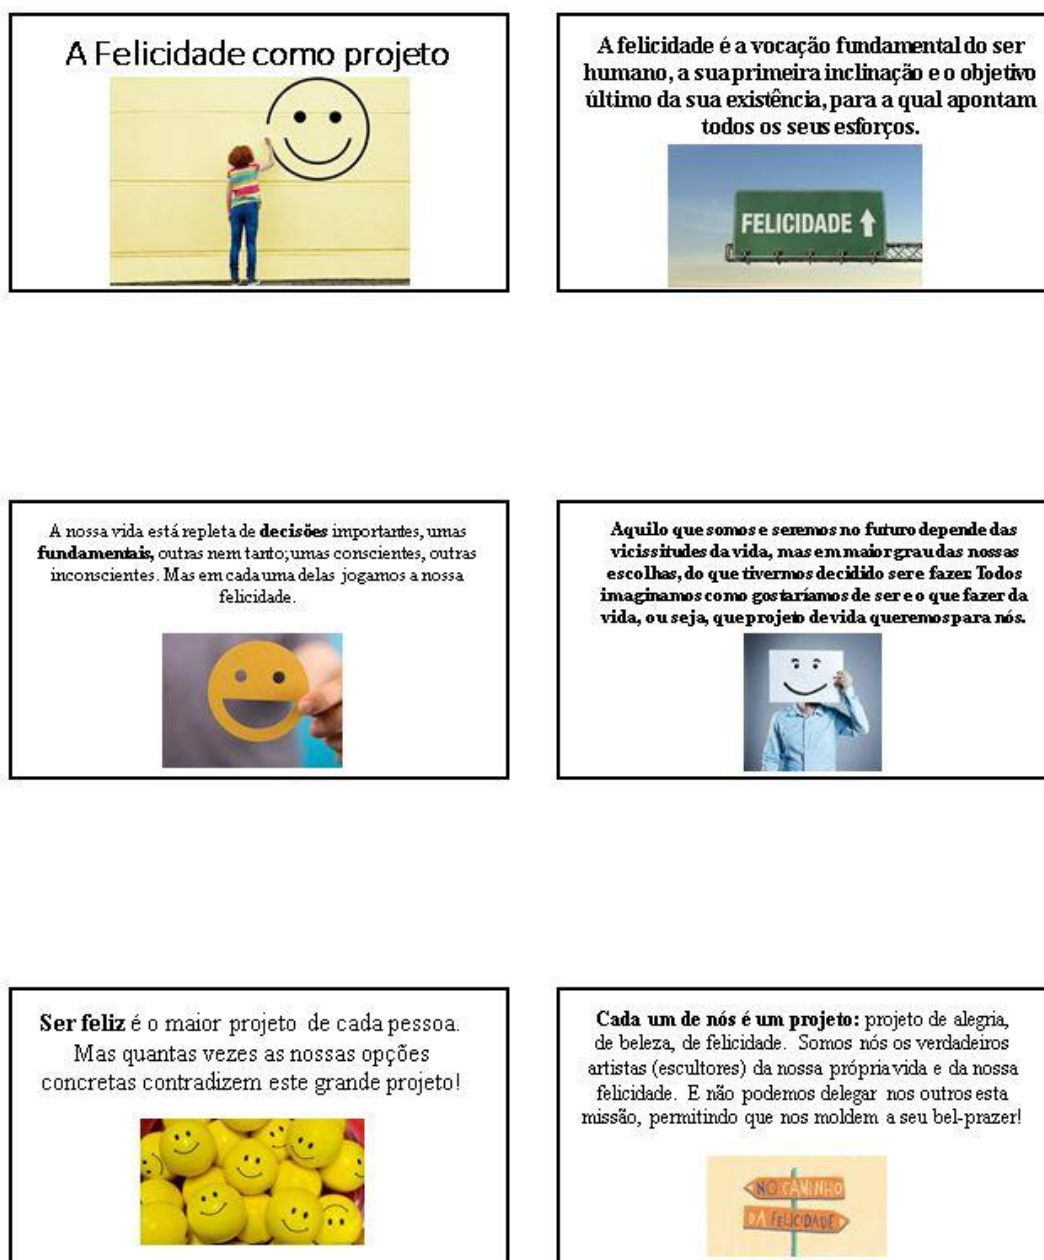 A Felicidade como projeto
A felicidade é a vocação fundamental do ser
humano, a sua primeira inclinação e o objetivo
último da sua existência, para a qual apontam
todos os seus esforços.
FELICIDADE
A nossa vida está repleta de decisões importantes, umas
fundamentais, outras nem tanto; umas conscientes, outras
inconscientes. Mas em cada uma delas jogamos a nossa
felicidade.
Aquilo que somos e seremos no futuro depende das
vicissitudes da vida, mas em maior grau das nossas
escolhas, do que tivermos decidido ser e fazer. Todos
imaginamos como gostaríamos de ser e o que fazer da
vida, ou seja, que projeto de vida queremos para nós.
Ser feliz é o maior projeto de cada pessoa.
Mas quantas vezes as nossas opções
concretas contradizem este grande projeto!
Cada um de nós é um projeto: projeto de alegria,
de beleza, de felicidade. Somos nós os verdadeiros
artistas (escultores) da nossa própria vida e da nossa
felicidade. E não podemos delegar nos outros esta
missão, permitindo que nos moldem a seu bel-prazer!
NO CAMINHO
DA FELICIDADE